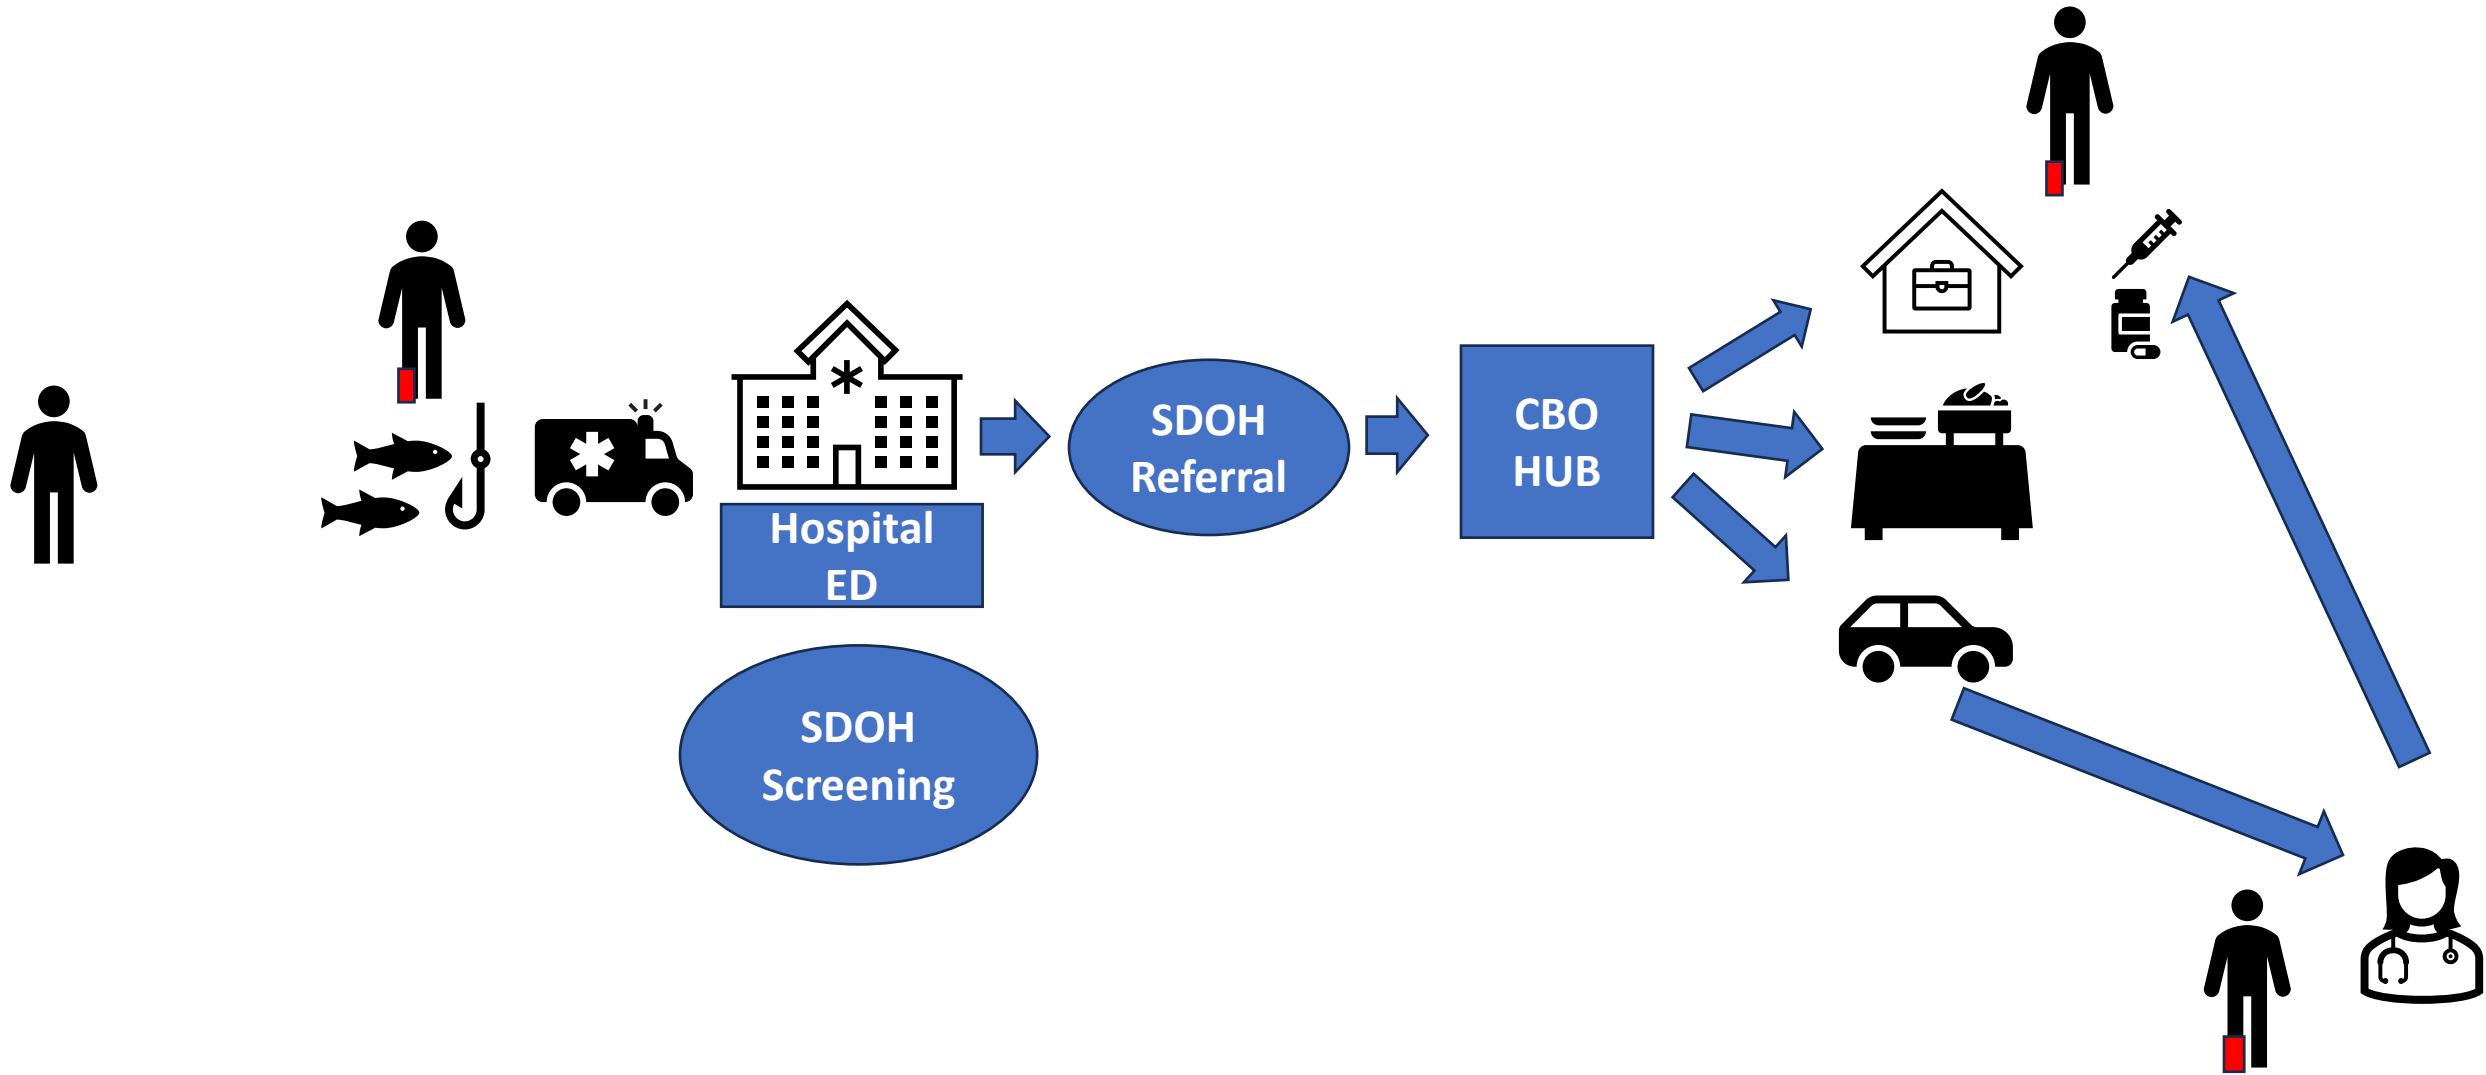 Hospital
ED
SDOH
Screening
SDOH
Referral
CBO
HUB